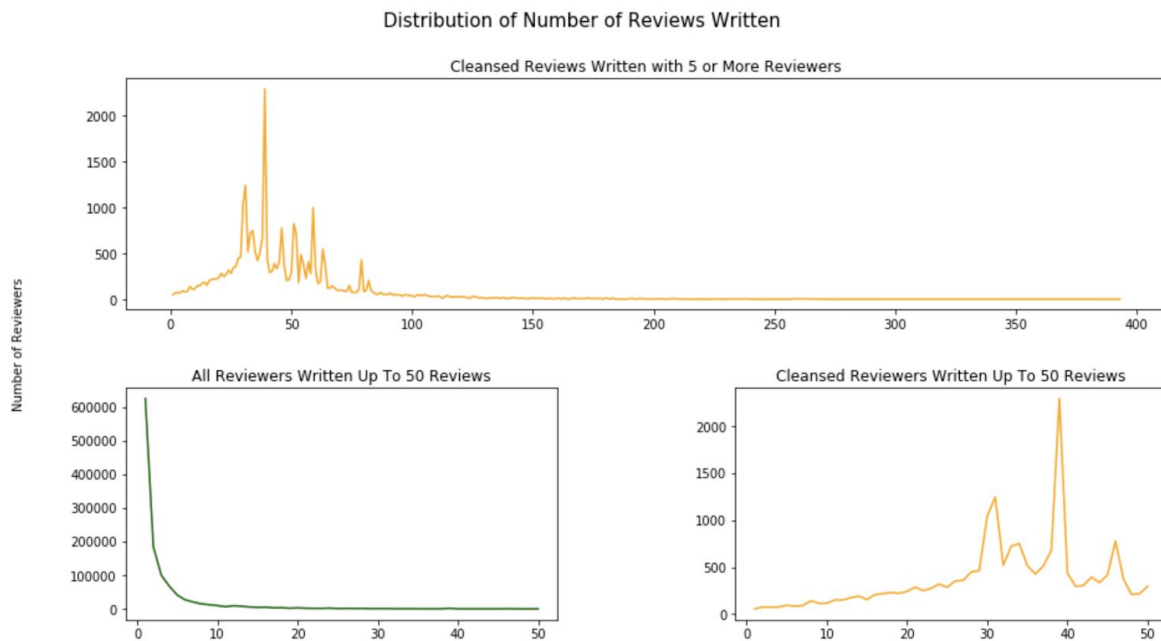 Distribution of Number of Reviews Written
Cleansed Reviews Written with 5 or More Reviewers
2000
1500
1000
500
0
0 50 100 150 200 250 300 350 400
Number of Reviewers
All Reviewers Written Up To 50 Reviews
600000
500000
400000
300000
200000
100000
0
0 10 20 30 40 50
Cleansed Reviewers Written Up To 50 Reviews
2000
1500
1000
500
0
0 10 20 30 40 50